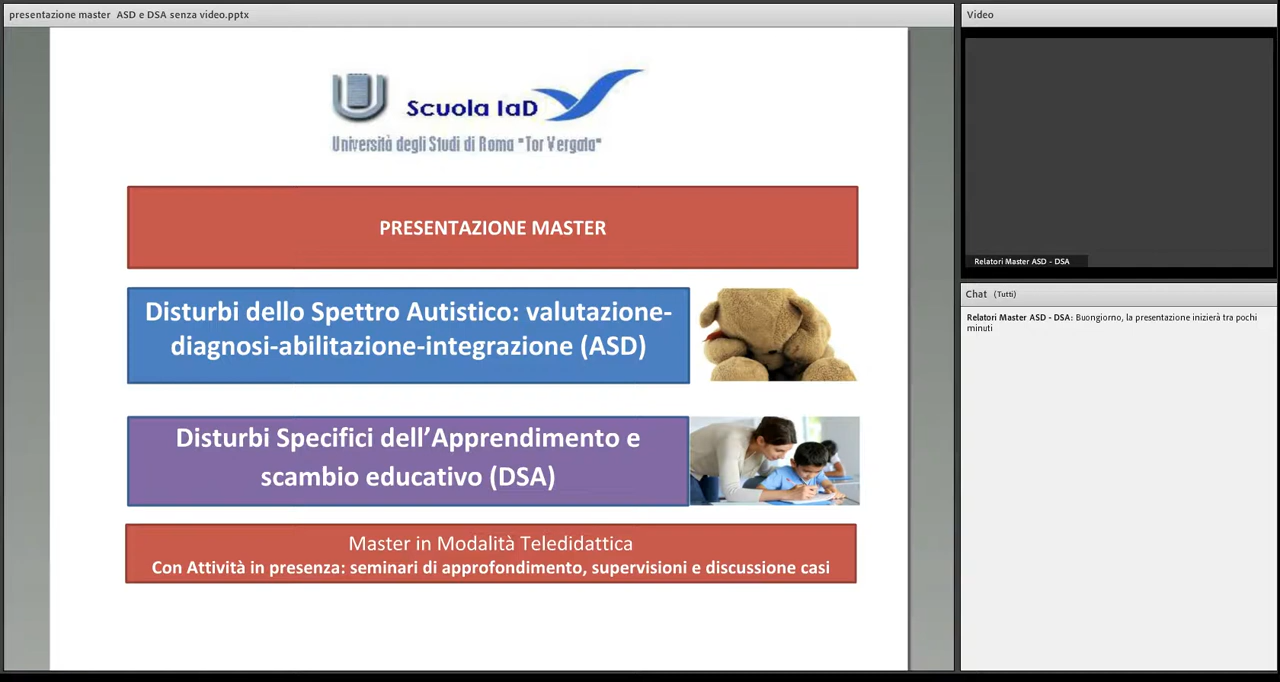 presentazione master  ASD e DSA senza video.pptx
Scuola IaD
Università degli Studi di Roma "Tor Vergata"
PRESENTAZIONE MASTER
Disturbi dello Spettro Autistico: valutazione-
diagnosi-abilitazione-integrazione (ASD)
Disturbi Specifici dell’Apprendimento e
scambio educativo (DSA)
Master in Modalità Teledidattica
Con Attività in presenza: seminari di approfondimento, supervisioni e discussione casi
Video
Relatori Master ASD - DSA
Chat (Tutti)
Relatori Master ASD - DSA: Buongiorno, la presentazione inizierà tra pochi
minuti